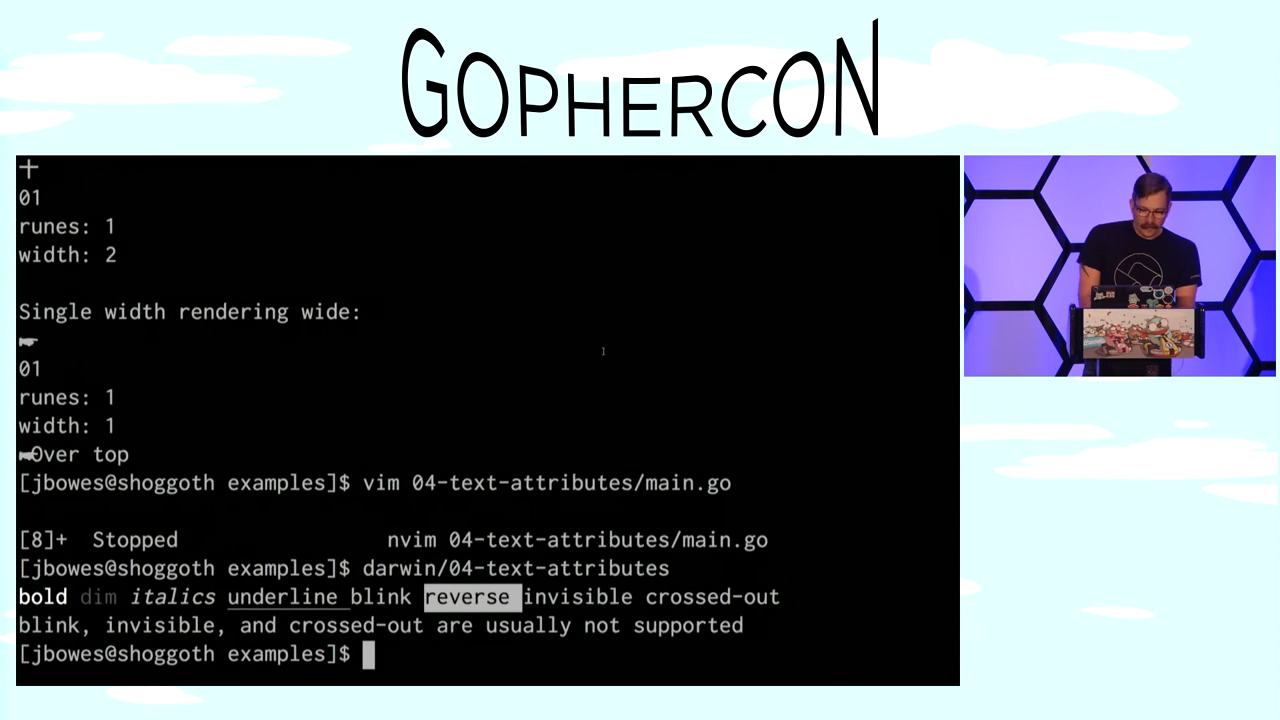 GOPHERCON
十
01
runes: 1
width: 2
Single width rendering wide:
☛
01
runes: 1
width: 1
☛Over top
[jbowes@shoggoth examples]$ vim 04-text-attributes/main.go
[8]+  Stopped                 nvim 04-text-attributes/main.go
[jbowes@shoggoth examples]$ darwin/04-text-attributes
bold dim italics underline blink reverse invisible crossed-out
blink, invisible, and crossed-out are usually not supported
[jbowes@shoggoth examples]$